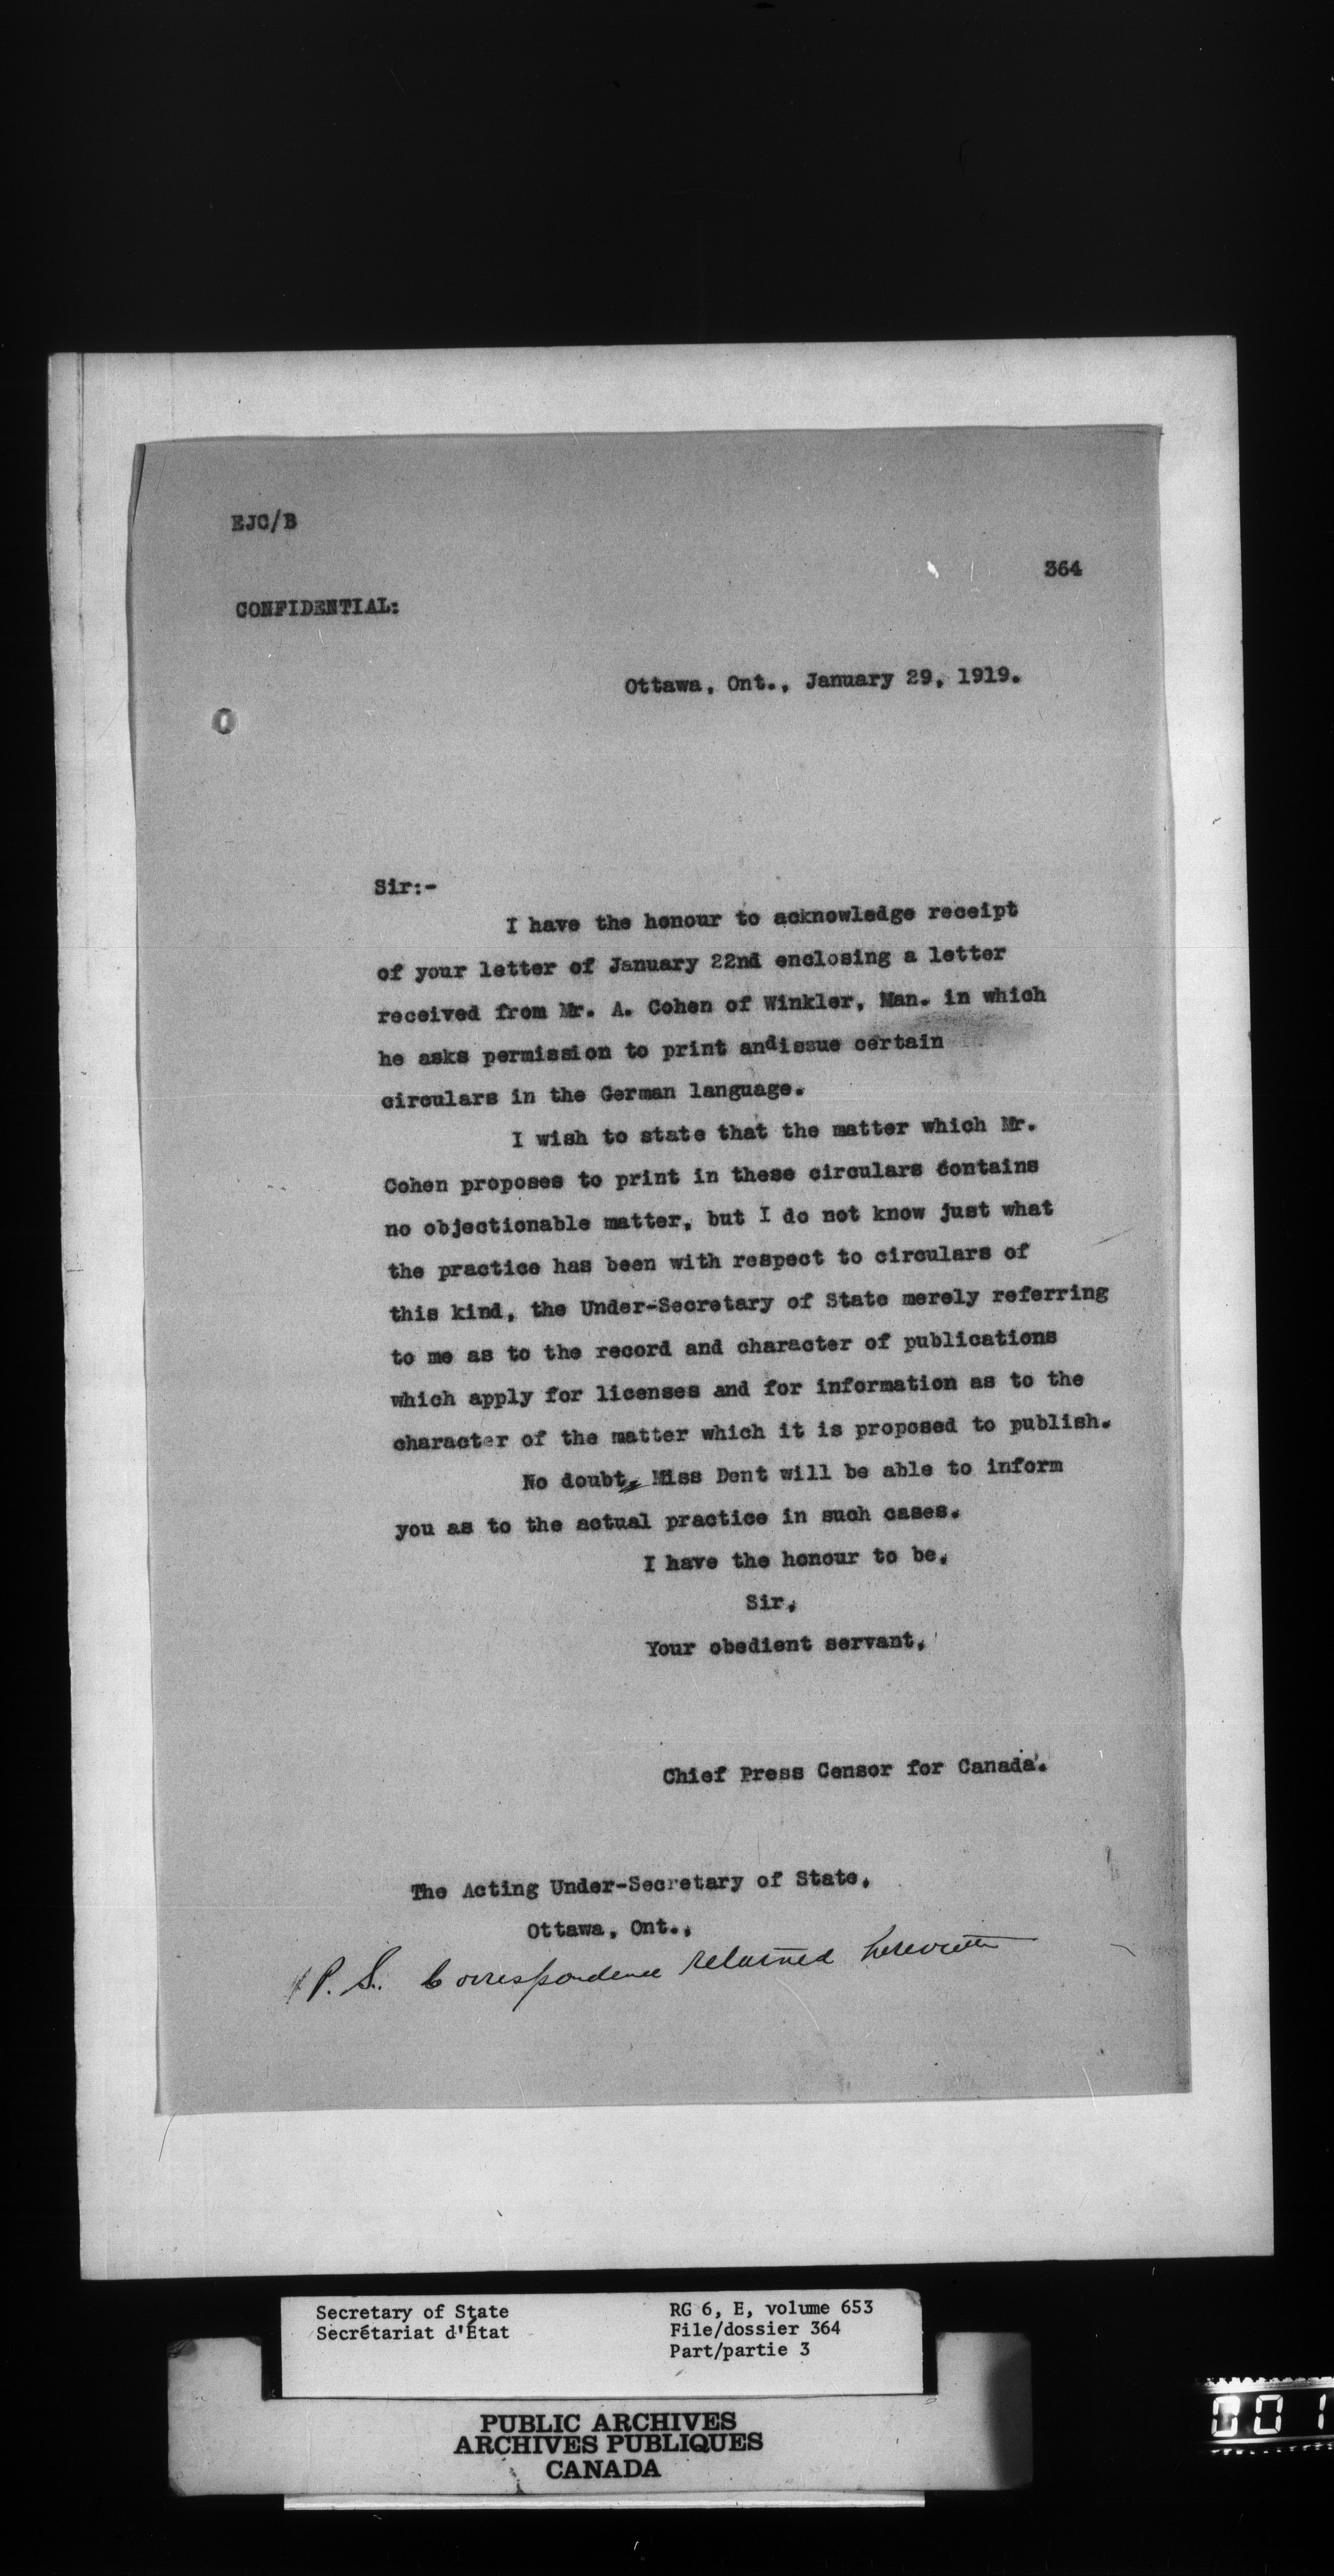 EJC/B
364
CONFIDENTIAL:
Ottawa, Ont., January 29, 1919.
Sir:-
I have the honour to acknowledge receipt
of your letter of January 22nd enclosing a letter
received from Mr. A. Cohen of Winkler, Man. in which
he asks permission to print andissue certain
circulars in the German language.
I wish to state that the matter which Mr.
Cohen proposes to print in these circulars contains
no objectionable matter, but I do not know just what
the practice has been with respect to circulars of
this kind, the Under-Secretary of State merely referring
to me as to the record and character of publications
which apply for licenses and for information as to the
character of the matter which it is proposed to publish.
No doubt, Miss Dent will be able to inform
you as to the actual practice in such cases.
I have the honour to be,
Sir,
Your obedient servant,
Chief Press Censor for Canada.
The Acting Under-Secretary of State,
Ottawa, Ont.,
P. S. Correspondence returned herewith
Secretary of State
Secrétariat d'État
RG 6, E, volume 653
File/dossier 364
Part/partie 3
PUBLIC ARCHIVES
ARCHIVES PUBLIQUES
CANADA
001